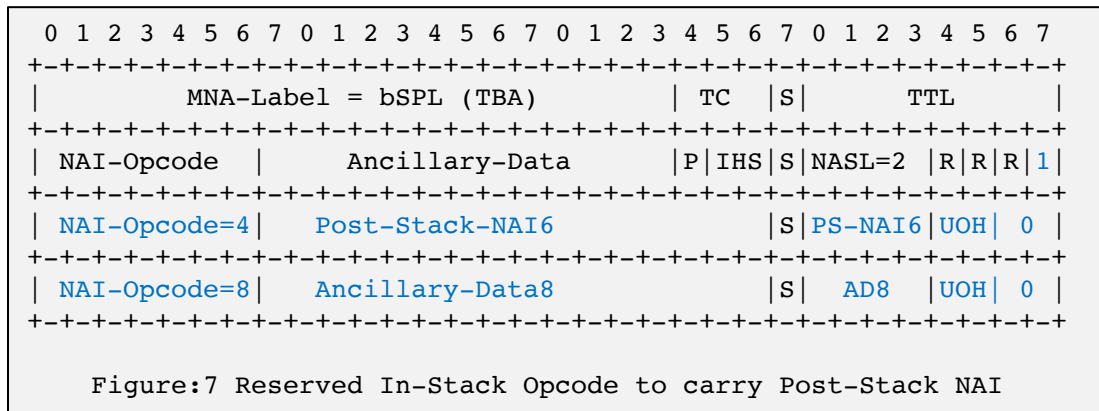 0 1 2 3 4 5 6 7 0 1 2 3 4 5 6 7 0 1 2 3 4 5 6 7 0 1 2 3 4 5 6 7
+-+-+-+-+-+-+-+-+-+-+-+-+-+-+-+-+-+-+-+-+-+-+-+-+-+-+-+-+-+-+-+-+
|          MNA-Label = bSPL (TBA)        | TC  |S|      TTL      |
+-+-+-+-+-+-+-+-+-+-+-+-+-+-+-+-+-+-+-+-+-+-+-+-+-+-+-+-+-+-+-+-+
| NAI-Opcode  |     Ancillary-Data       |P|IHS|S|NASL=2 |R|R|R|1|
+-+-+-+-+-+-+-+-+-+-+-+-+-+-+-+-+-+-+-+-+-+-+-+-+-+-+-+-+-+-+-+-+
| NAI-Opcode=4|   Post-Stack-NAI6              |S|PS-NAI6|UOH| 0 |
+-+-+-+-+-+-+-+-+-+-+-+-+-+-+-+-+-+-+-+-+-+-+-+-+-+-+-+-+-+-+-+-+
| NAI-Opcode=8|   Ancillary-Data8              |S|  AD8  |UOH| 0 |
+-+-+-+-+-+-+-+-+-+-+-+-+-+-+-+-+-+-+-+-+-+-+-+-+-+-+-+-+-+-+-+-+
Figure:7 Reserved In-Stack Opcode to carry Post-Stack NAI